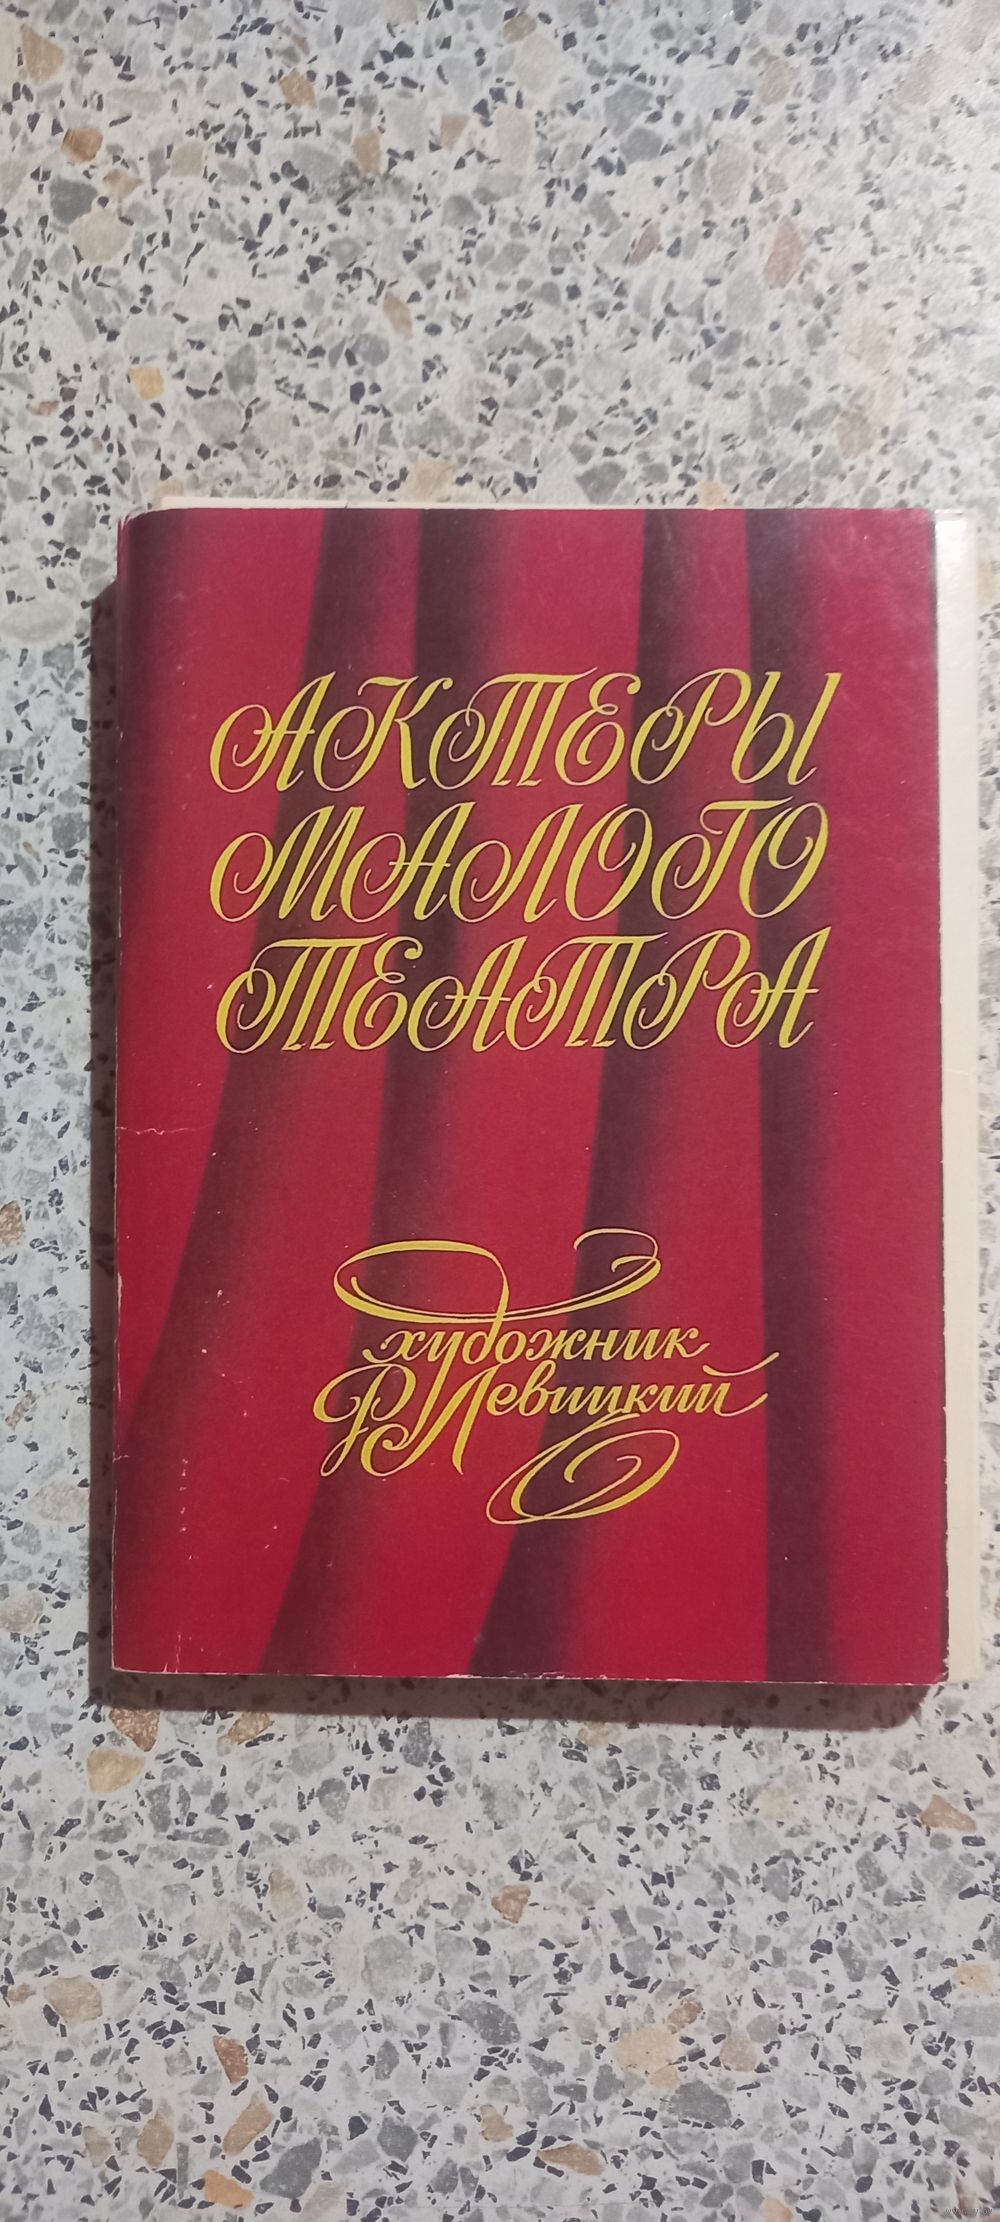 АКТЕРЫ
МАЛОГО
ТЕАТРА
художник
Р Левицкий